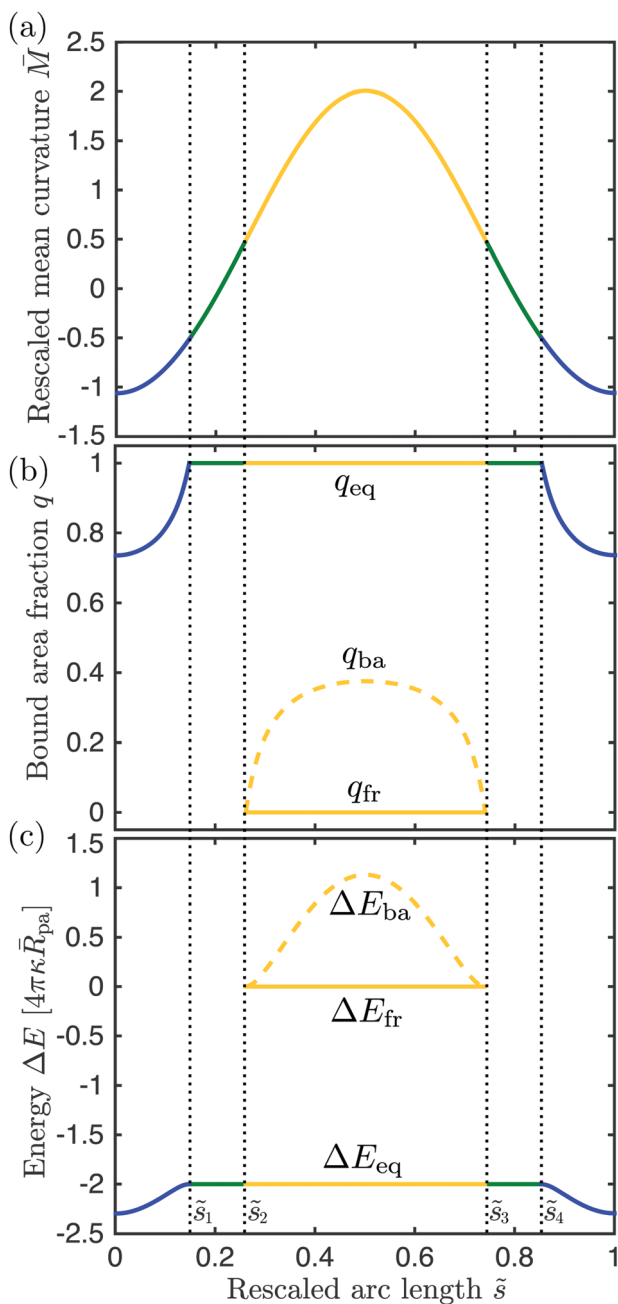 (a)
Rescaled mean curvature M̄
2
1.5
1
0.5
0
-0.5
-1
-1.5
(b)
Bound area fraction q
1
0.8
0.6
0.4
0.2
0
q_eq
q_ba
q_fr
(c)
Energy ΔE [4πκR̄_pa]
1.5
1
0.5
0
-0.5
-1
-1.5
-2
-2.5
ΔE_ba
ΔE_fr
ΔE_eq
s̃_1 s̃_2 s̃_3 s̃_4
0 0.2 0.4 0.6 0.8 1
Rescaled arc length s̃